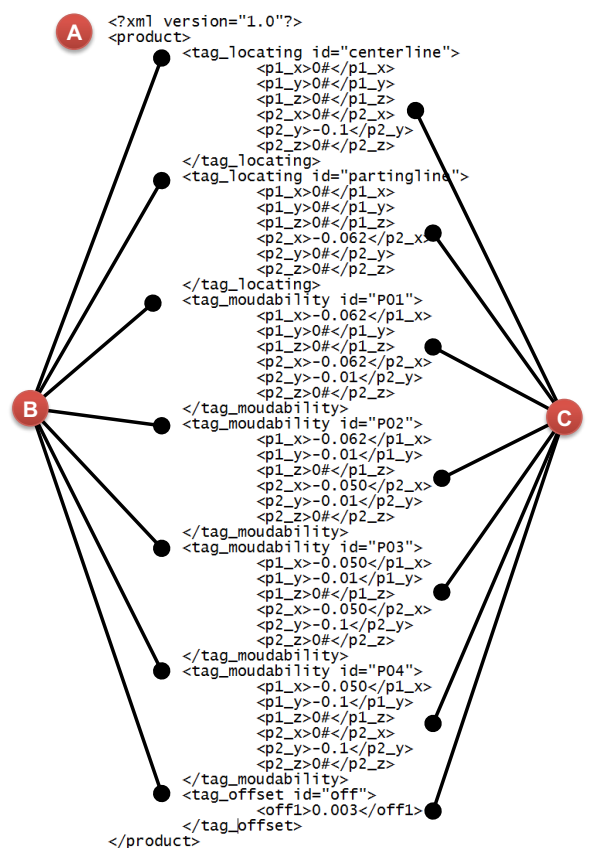 A
<?xml version="1.0"?>
<product>
<tag_locating id="centerline">
<p1_x>0#</p1_x>
<p1_y>0#</p1_y>
<p1_z>0#</p1_z>
<p2_x>0#</p2_x>
<p2_y>-0.1</p2_y>
<p2_z>0#</p2_z>
</tag_locating>
<tag_locating id="partingline">
<p1_x>0#</p1_x>
<p1_y>0#</p1_y>
<p1_z>0#</p1_z>
<p2_x>-0.062</p2_x>
<p2_y>0#</p2_y>
<p2_z>0#</p2_z>
</tag_locating>
<tag_moudability id="P01">
<p1_x>-0.062</p1_x>
<p1_y>0#</p1_y>
<p1_z>0#</p1_z>
<p2_x>-0.062</p2_x>
<p2_y>-0.01</p2_y>
<p2_z>0#</p2_z>
</tag_moudability>
B
C
<tag_moudability id="P02">
<p1_x>-0.062</p1_x>
<p1_y>-0.01</p1_y>
<p1_z>0#</p1_z>
<p2_x>-0.050</p2_x>
<p2_y>-0.01</p2_y>
<p2_z>0#</p2_z>
</tag_moudability>
<tag_moudability id="P03">
<p1_x>-0.050</p1_x>
<p1_y>-0.01</p1_y>
<p1_z>0#</p1_z>
<p2_x>-0.050</p2_x>
<p2_y>-0.1</p2_y>
<p2_z>0#</p2_z>
</tag_moudability>
<tag_moudability id="P04">
<p1_x>-0.050</p1_x>
<p1_y>-0.1</p1_y>
<p1_z>0#</p1_z>
<p2_x>0#</p2_x>
<p2_y>-0.1</p2_y>
<p2_z>0#</p2_z>
</tag_moudability>
<tag_offset id="off">
<off1>0.003</off1>
</tag_offset>
</product>